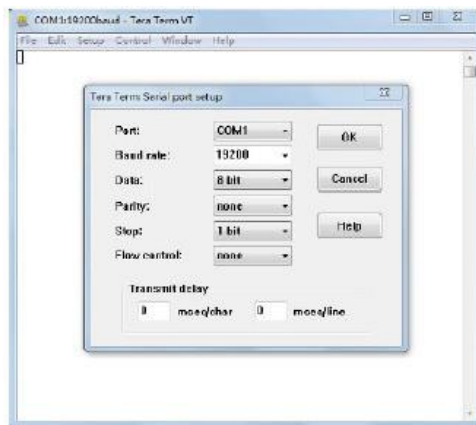 COM1:19200baud - Tera Term VT
File Edit Setup Control Window Help
Tera Term Serial port setup
Port: COM1
OK
Baud rate: 19200
Data: 8 bit
Cancel
Parity: none
Stop: 1 bit
Help
Flow control: none
Transmit delay
0 msec/char 0 msec/line